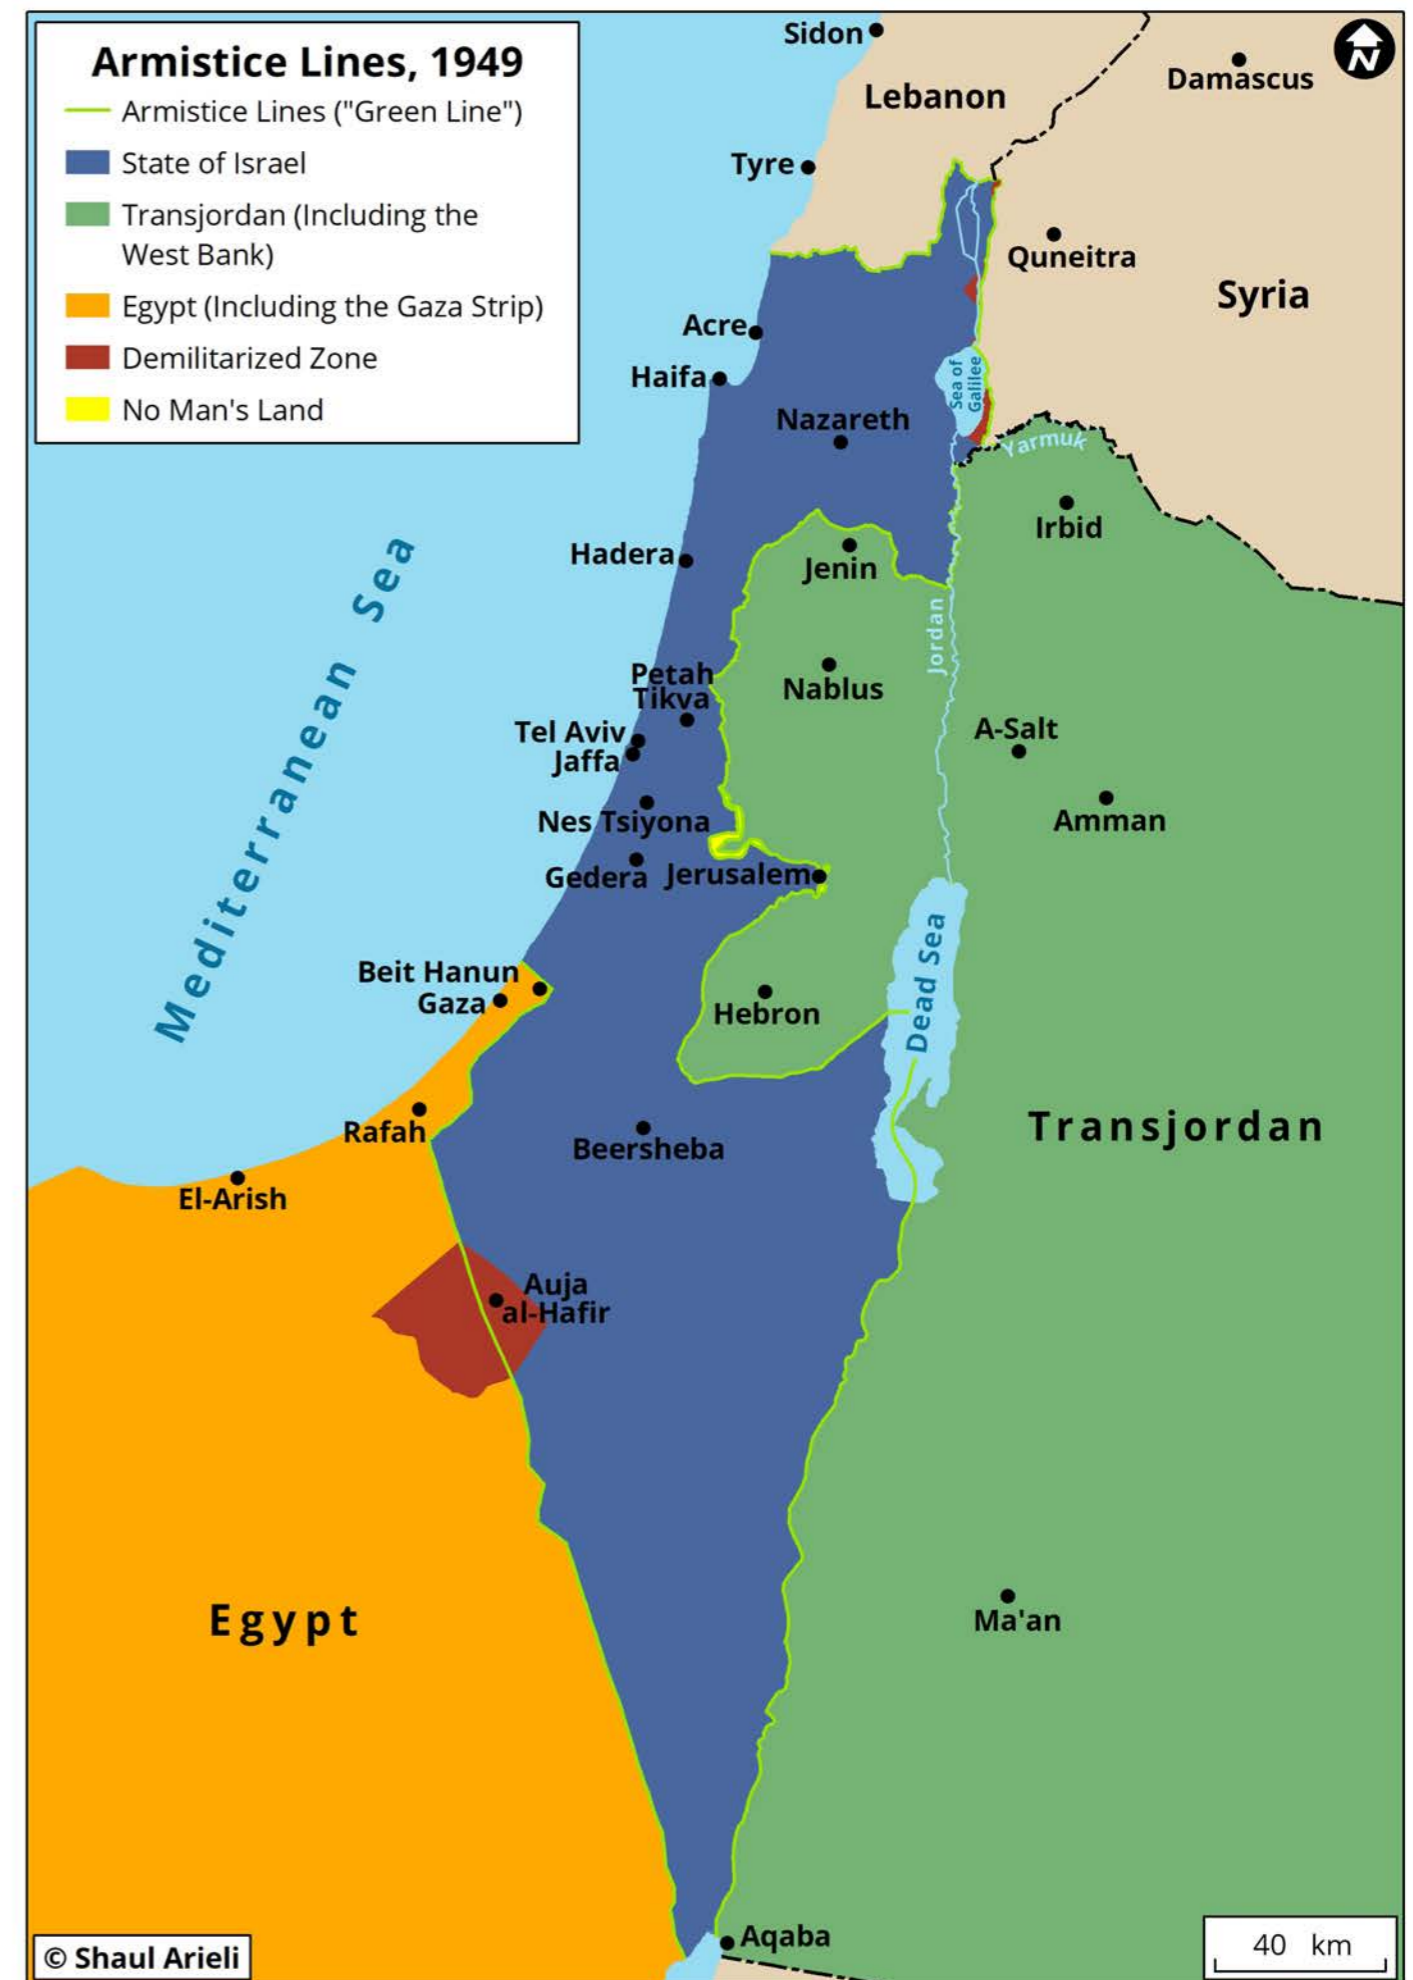 Armistice Lines, 1949
Armistice Lines ("Green Line")
State of Israel
Transjordan (Including the
West Bank)
Egypt (Including the Gaza Strip)
Demilitarized Zone
No Man's Land
N
Sidon
Lebanon
Damascus
Tyre
Quneitra
Syria
Acre
Haifa
Sea of
Galilee
Nazareth
Yarmuk
Irbid
Hadera
Jenin
Mediterranean Sea
Jordan
Petah
Tikva
Nablus
Tel Aviv
Jaffa
A-Salt
Amman
Nes Tsiyona
Gedera
Jerusalem
Dead Sea
Beit Hanun
Gaza
Hebron
Rafah
Beersheba
Transjordan
El-Arish
Auja
al-Hafir
Egypt
Ma'an
Aqaba
© Shaul Arieli
40 km